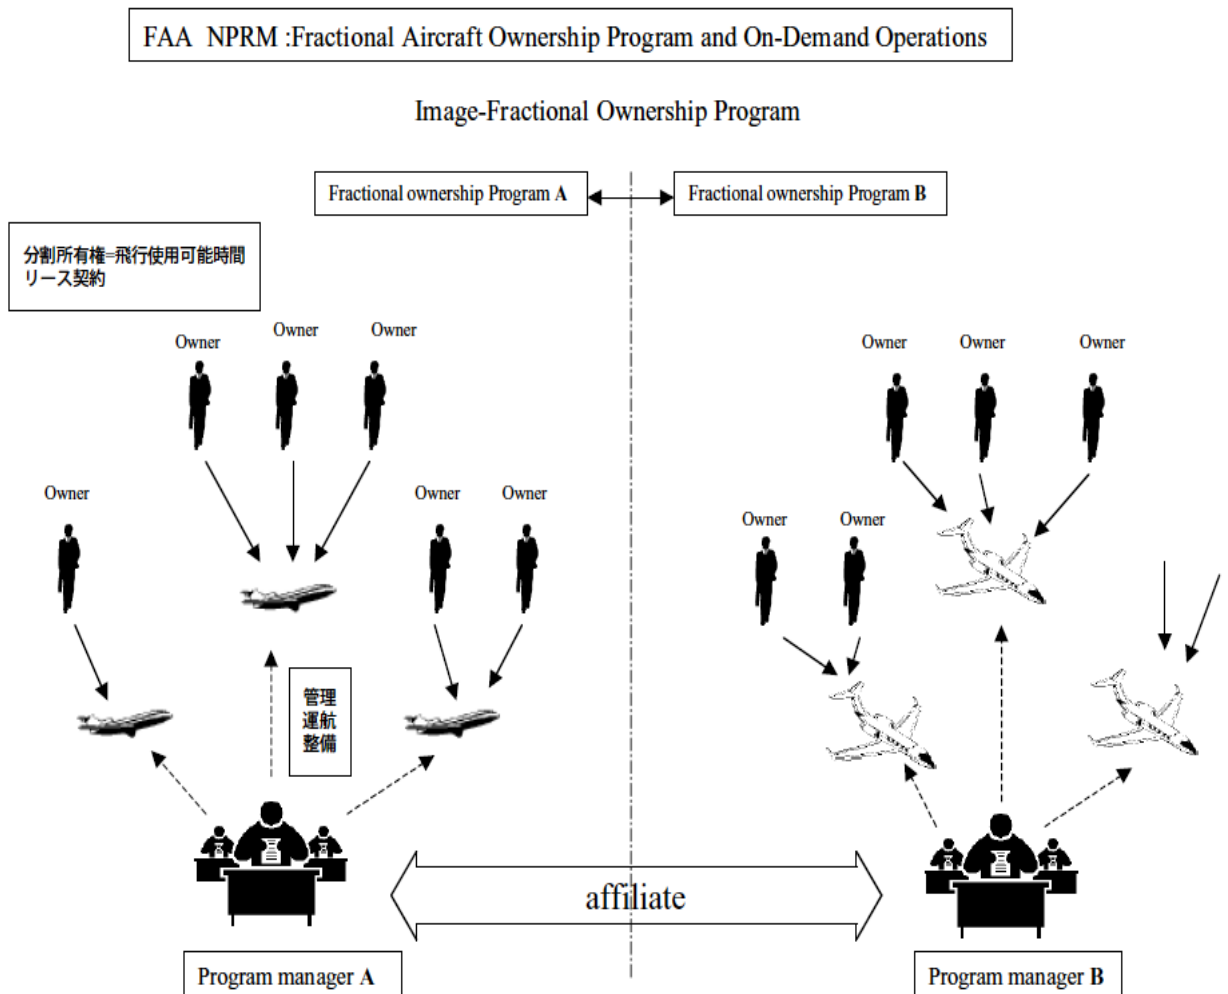 FAA NPRM :Fractional Aircraft Ownership Program and On-Demand Operations
Image-Fractional Ownership Program
Fractional ownership Program A
Fractional ownership Program B
分割所有権=飛行使用可能時間
リース契約
Owner
Owner
Owner
Owner
Owner
Owner
Owner
Owner
Owner
Owner
Owner
管理
運航
整備
affiliate
Program manager A
Program manager B